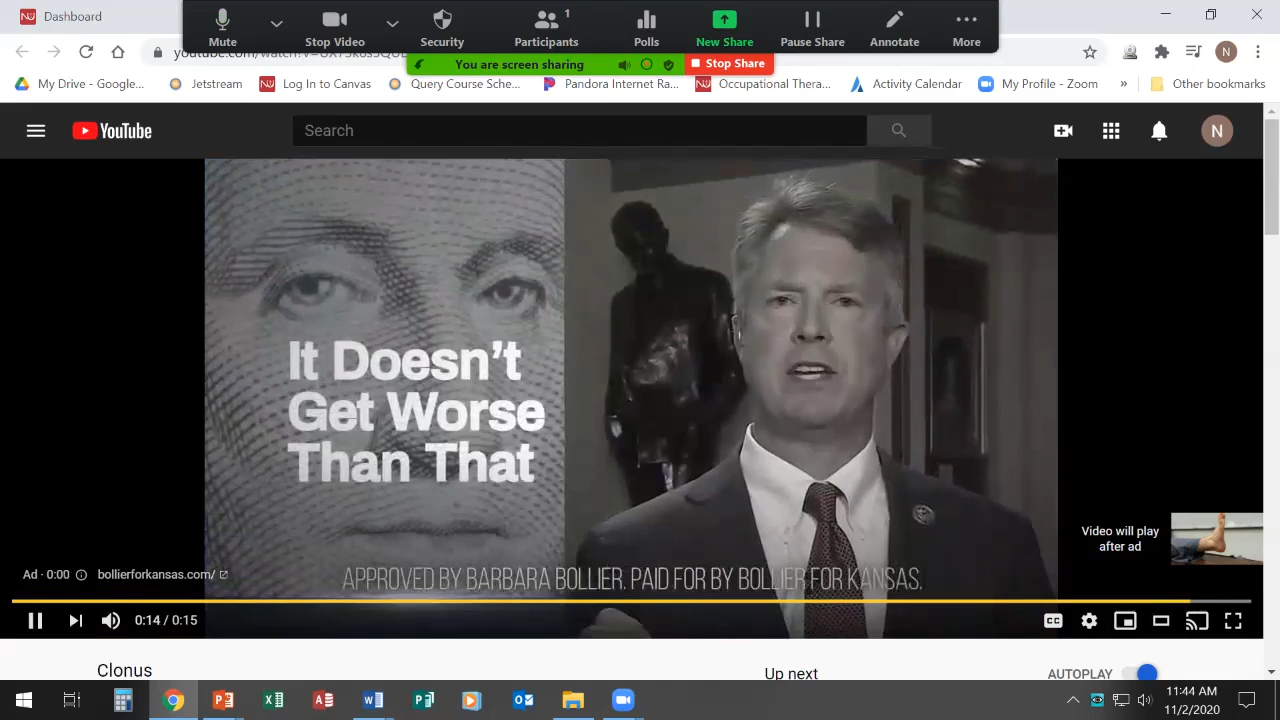 Dashboard
Mute
Stop Video
Security
Participants
1
Polls
New Share
Pause Share
Annotate
More
You are screen sharing
Stop Share
My Drive – Google...
Jetstream
NU
Log In to Canvas
Query Course Sche...
Pandora Internet Ra...
NU
Occupational Thera...
Activity Calendar
My Profile - Zoom
»
Other bookmarks
YouTube
Search
N
It Doesn't
Get Worse
Than That
Video will play
after ad
Ad · 0:00
bollierforkansas.com/
APPROVED BY BARBARA BOLLIER. PAID FOR BY BOLLIER FOR KANSAS.
0:14 / 0:15
CC
Clonus
Up next
AUTOPLAY
11:44 AM
11/2/2020